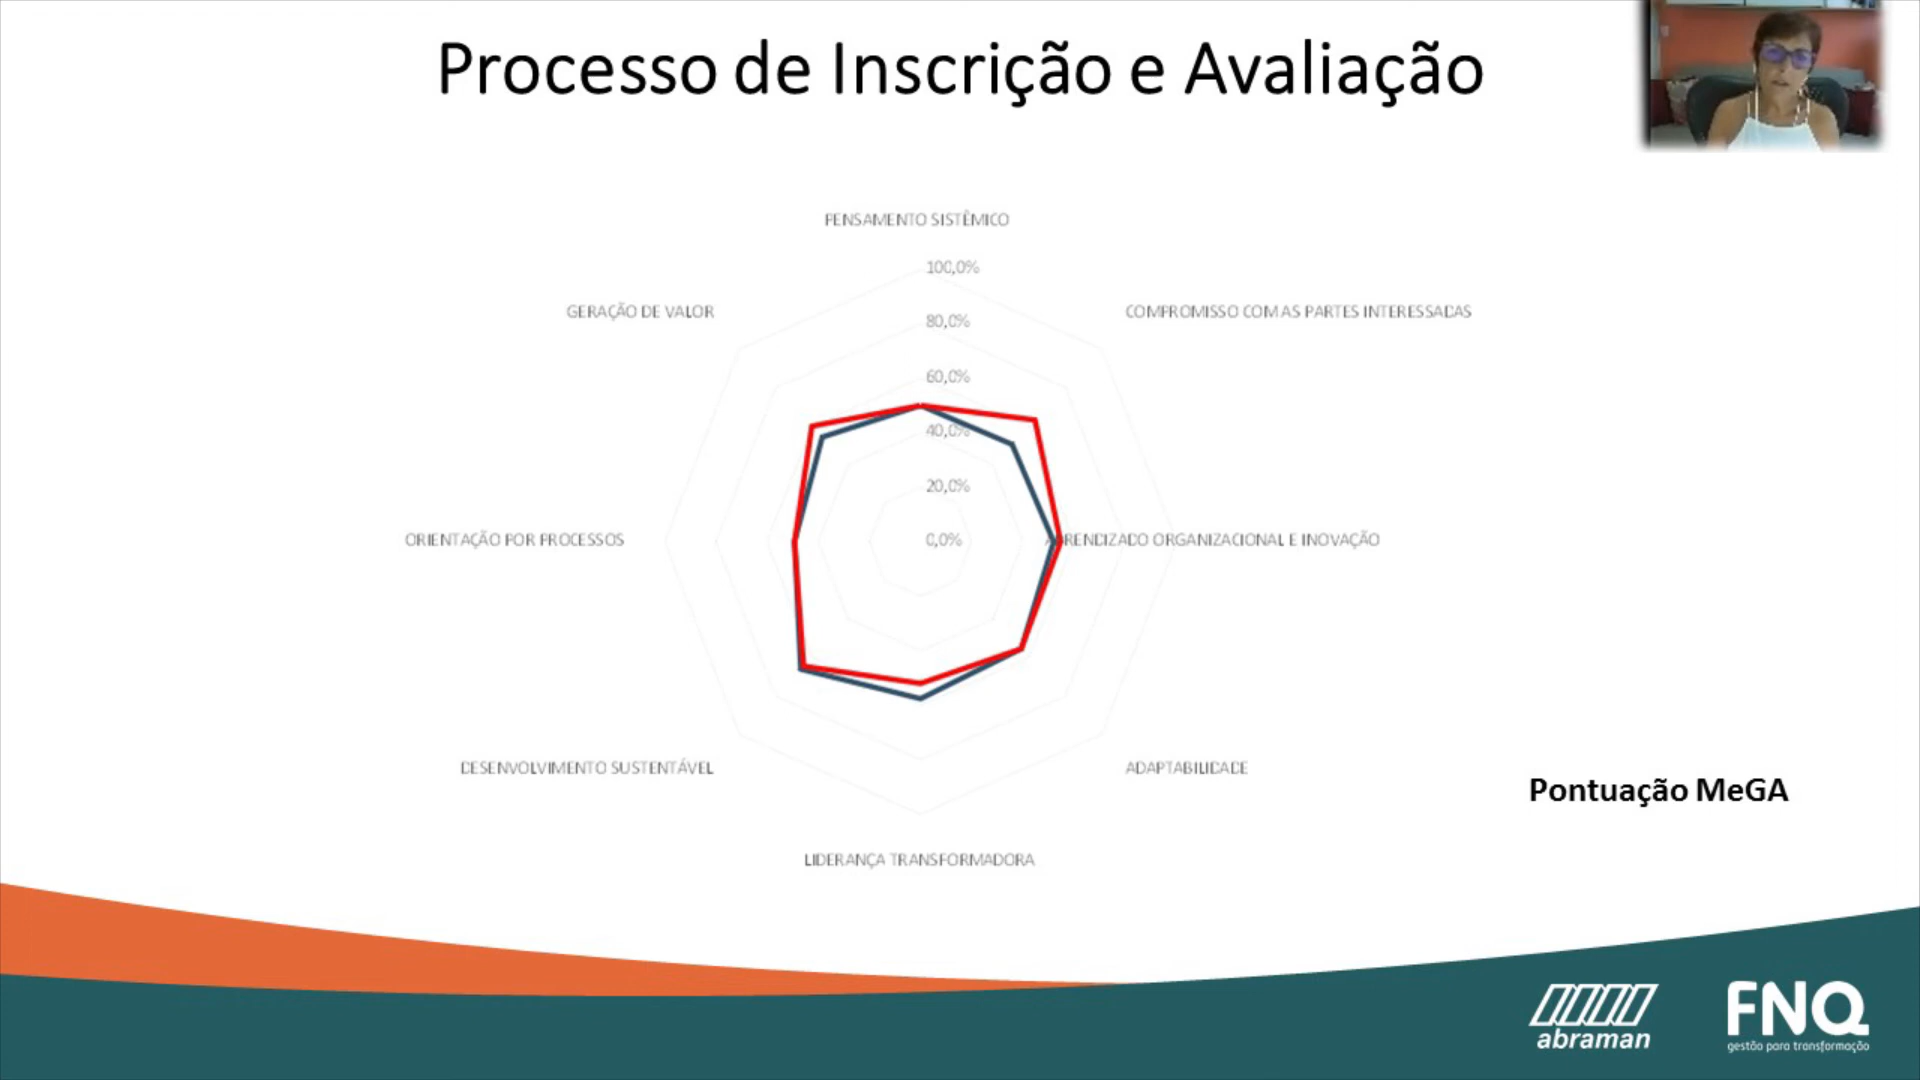 Processo de Inscrição e Avaliação
PENSAMENTO SISTÊMICO
100,0%
GERAÇÃO DE VALOR
COMPROMISSO COM AS PARTES INTERESSADAS
80,0%
60,0%
40,0%
20,0%
ORIENTAÇÃO POR PROCESSOS
0,0%
APRENDIZADO ORGANIZACIONAL E INOVAÇÃO
DESENVOLVIMENTO SUSTENTÁVEL
ADAPTABILIDADE
Pontuação MeGA
LIDERANÇA TRANSFORMADORA
abraman
FNQ
gestão para transformação